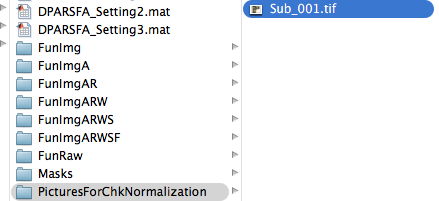 DPARSFA_Setting2.mat
DPARSFA_Setting3.mat
FunImg
FunImgA
FunImgAR
FunImgARW
FunImgARWS
FunImgARWSF
FunRaw
Masks
PicturesForChkNormalization
Sub_001.tif